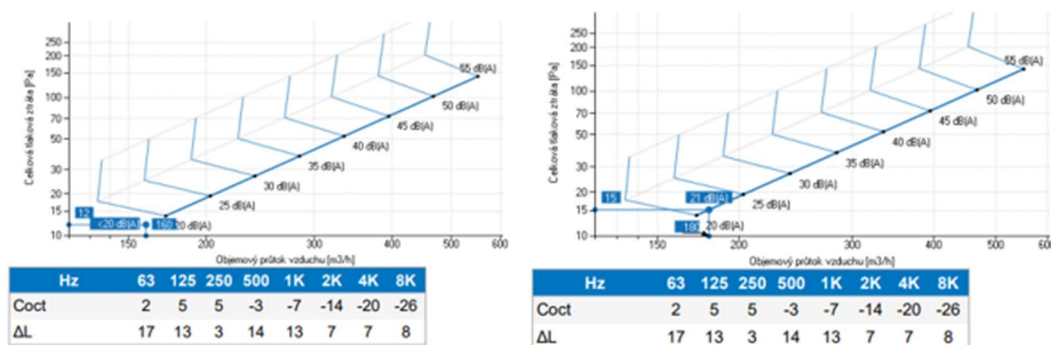 250
200
150
100
70
50
30
20
15
10
Celková tlaková ztráta [Pa]
55 dB(A)
50 dB(A)
45 dB(A)
40 dB(A)
35 dB(A)
30 dB(A)
25 dB(A)
20 dB(A)
12
<20 dB(A)
160
150 200 300 400 500 600
Objemový průtok vzduchu [m3/h]
Hz 63 125 250 500 1K 2K 4K 8K
Coct 2 5 5 -3 -7 -14 -20 -26
ΔL 17 13 3 14 13 7 7 8
250
200
150
100
70
50
30
20
15
10
Celková tlaková ztráta [Pa]
55 dB(A)
50 dB(A)
45 dB(A)
40 dB(A)
35 dB(A)
30 dB(A)
25 dB(A)
20 dB(A)
15
21 dB(A)
180
150 200 300 400 500 600
Objemový průtok vzduchu [m3/h]
Hz 63 125 250 500 1K 2K 4K 8K
Coct 2 5 5 -3 -7 -14 -20 -26
ΔL 17 13 3 14 13 7 7 8